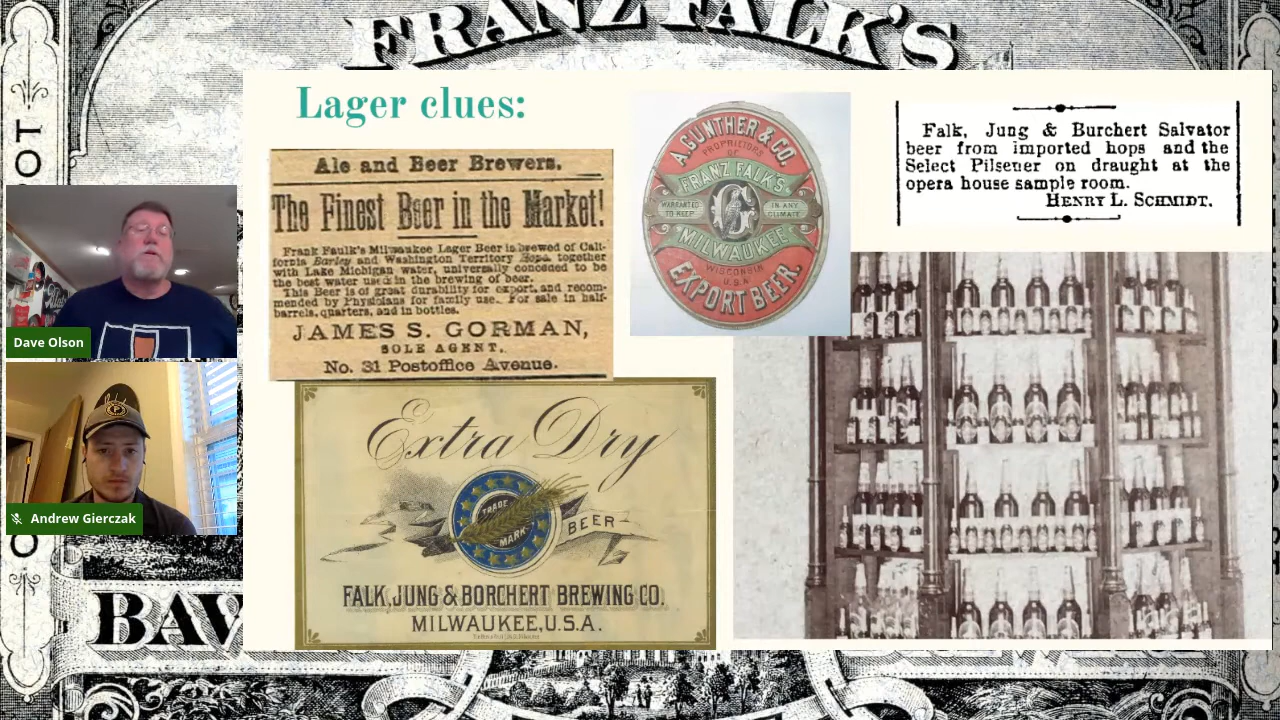 FRANZ FALK'S
Lager clues:
Ale and Beer Brewers.
The Finest Beer in the Market!
Frank Faulk's Milwaukee Lager Beer is brewed of Cali-
fornia Barley and Washington Territory Hops, together
with Lake Michigan water, universally conceded to be
the best water used in the brewing of beer.
This Beer is of great durability for export, and recom-
mended by Physicians for family use. For sale in half-
barrels, quarters, and in bottles.
JAMES S. GORMAN,
SOLE AGENT,
No. 31 Postoffice Avenue.
A. GUNTHER & CO.
PROPRIETORS
OF
FRANZ FALK'S
WARRANTED
TO KEEP
IN ANY
CLIMATE
MILWAUKEE
WISCONSIN
U.S.A
EXPORT BEER.
Falk, Jung & Burchert Salvator
beer from imported hops and the
Select Pilsener on draught at the
opera house sample room.
HENRY L. SCHMIDT.
Extra Dry
TRADE
MARK
BEER
FALK, JUNG & BORCHERT BREWING CO.
MILWAUKEE, U.S.A.
Dave Olson
Andrew Gierczak
BAV